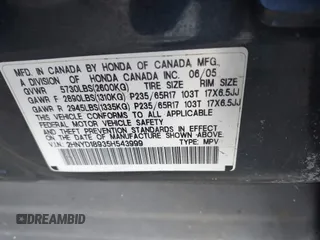 MFD. IN CANADA BY HONDA OF CANADA MFG.,
A DIVISION OF HONDA CANADA INC. 06/05
GVWR 5730LBS(2600KG) TIRE SIZE RIM SIZE
GAWR F 2890LBS(1310KG) P235/65R17 103T 17X6.5JJ
GAWR R 2945LBS(1335KG) P235/65R17 103T 17X6.5JJ
THIS VEHICLE CONFORMS TO ALL APPLICABLE
FEDERAL MOTOR VEHICLE SAFETY STANDARDS
IN EFFECT ON THE DATE OF MANUFACTURE
SHOWN ABOVE.
V.I.N. 2HNYD18935H543999 TYPE: MPV
DREAMBID